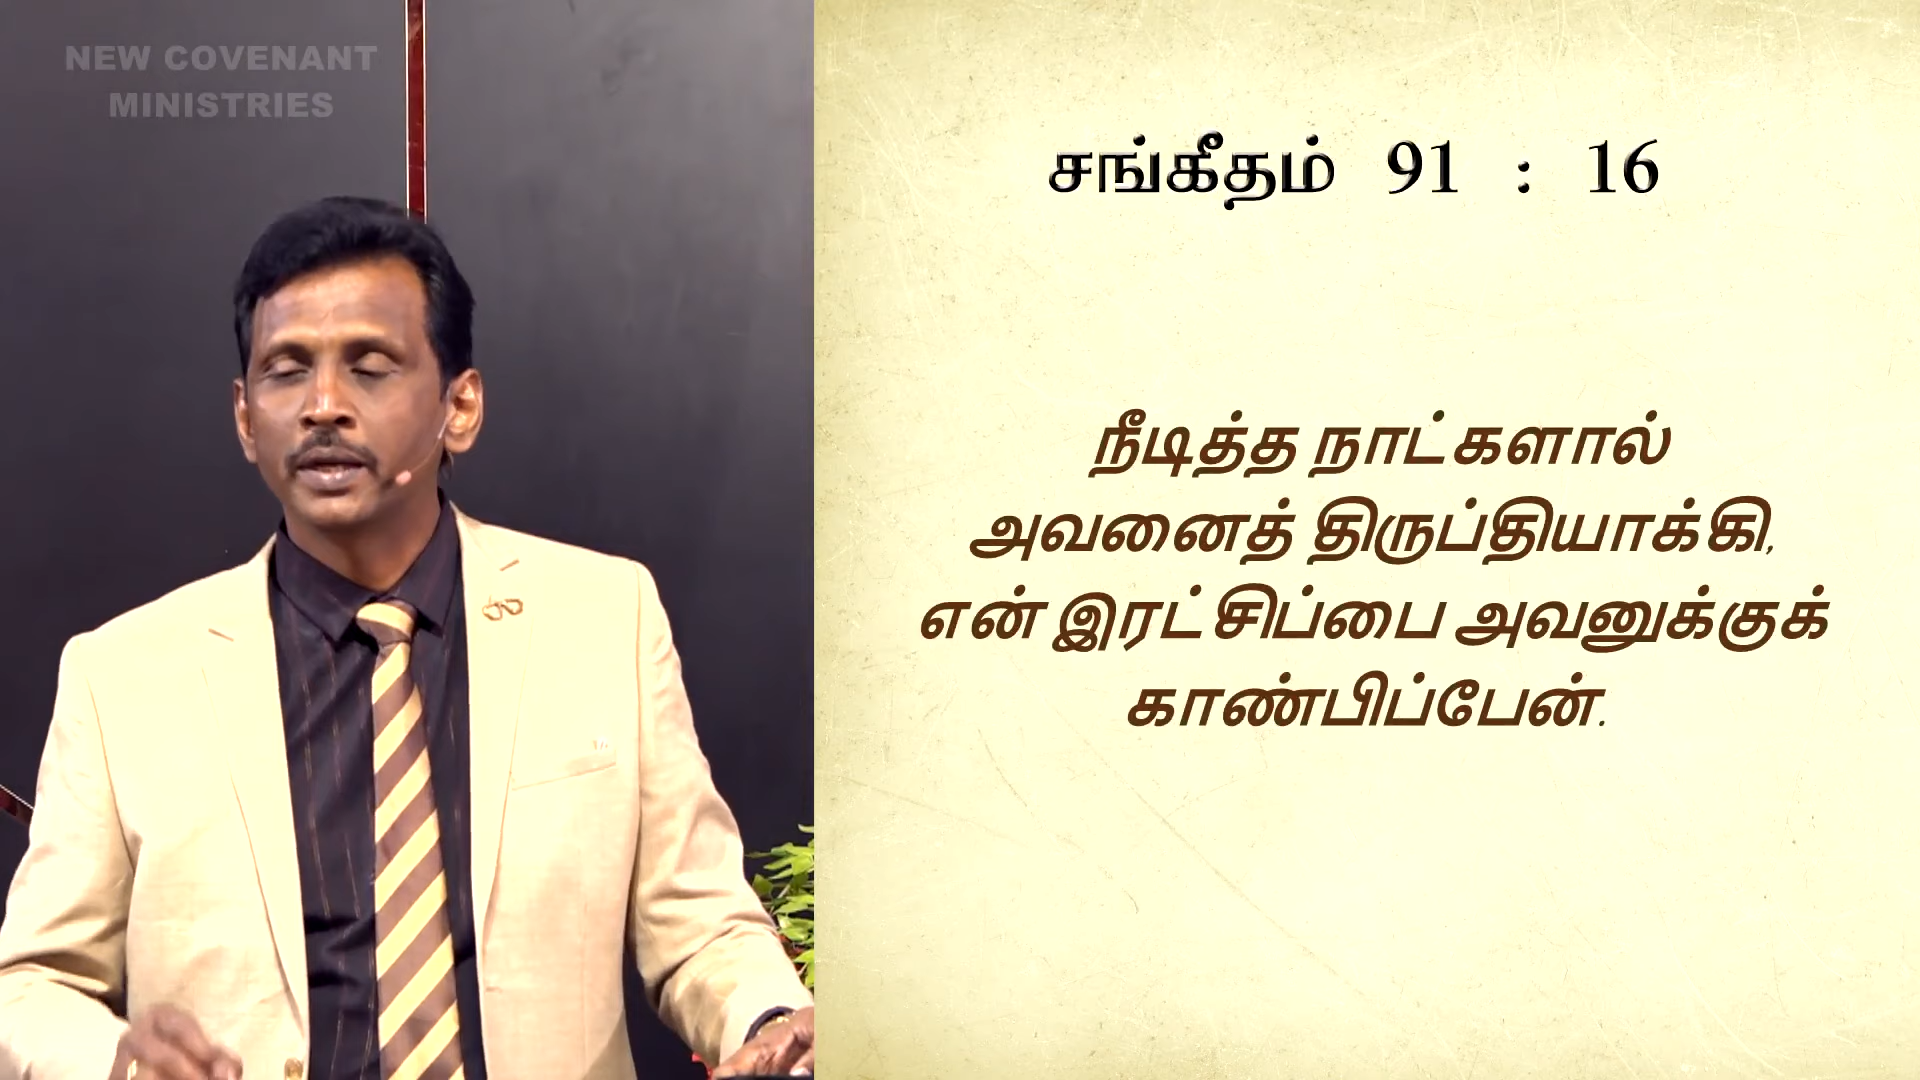 NEW COVENANT
MINISTRIES
சங்கீதம் 91 : 16
நீடித்த நாட்களால்
அவனைத் திருப்தியாக்கி,
என் இரட்சிப்பை அவனுக்குக்
காண்பிப்பேன்.